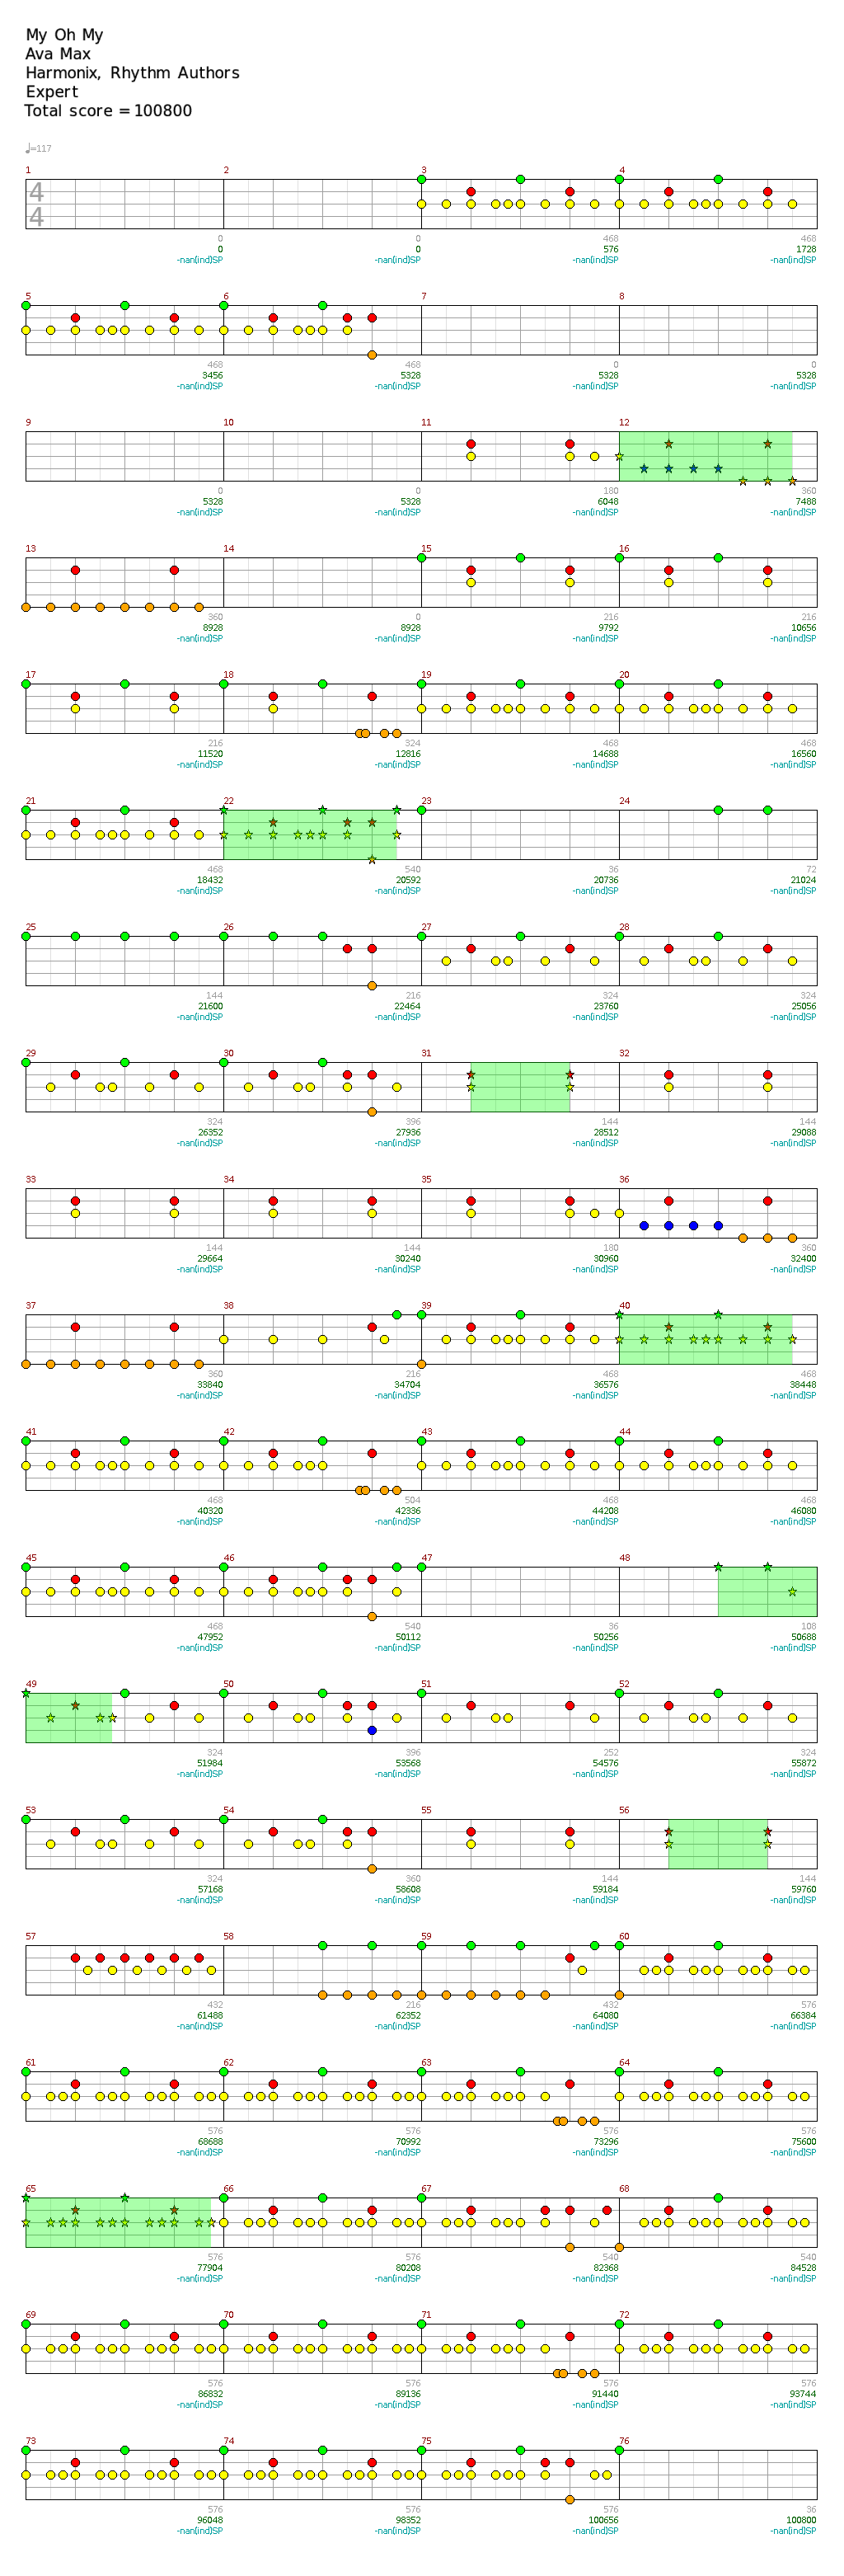 My Oh My
Ava Max
Harmonix, Rhythm Authors
Expert
Total score = 100800
♩=117
1 2 3 4
4
4
0 0 468 468
0 0 576 1728
-nan(ind)SP -nan(ind)SP -nan(ind)SP -nan(ind)SP
5 6 7 8
468 468 0 0
3456 5328 5328 5328
-nan(ind)SP -nan(ind)SP -nan(ind)SP -nan(ind)SP
9 10 11 12
0 0 180 360
5328 5328 6048 7488
-nan(ind)SP -nan(ind)SP -nan(ind)SP -nan(ind)SP
13 14 15 16
360 0 216 216
8928 8928 9792 10656
-nan(ind)SP -nan(ind)SP -nan(ind)SP -nan(ind)SP
17 18 19 20
216 324 468 468
11520 12816 14688 16560
-nan(ind)SP -nan(ind)SP -nan(ind)SP -nan(ind)SP
21 22 23 24
468 540 36 72
18432 20592 20736 21024
-nan(ind)SP -nan(ind)SP -nan(ind)SP -nan(ind)SP
25 26 27 28
144 216 324 324
21600 22464 23760 25056
-nan(ind)SP -nan(ind)SP -nan(ind)SP -nan(ind)SP
29 30 31 32
324 396 144 144
26352 27936 28512 29088
-nan(ind)SP -nan(ind)SP -nan(ind)SP -nan(ind)SP
33 34 35 36
144 144 180 360
29664 30240 30960 32400
-nan(ind)SP -nan(ind)SP -nan(ind)SP -nan(ind)SP
37 38 39 40
360 216 468 468
33840 34704 36576 38448
-nan(ind)SP -nan(ind)SP -nan(ind)SP -nan(ind)SP
41 42 43 44
468 504 468 468
40320 42336 44208 46080
-nan(ind)SP -nan(ind)SP -nan(ind)SP -nan(ind)SP
45 46 47 48
468 540 36 108
47952 50112 50256 50688
-nan(ind)SP -nan(ind)SP -nan(ind)SP -nan(ind)SP
49 50 51 52
324 396 252 324
51984 53568 54576 55872
-nan(ind)SP -nan(ind)SP -nan(ind)SP -nan(ind)SP
53 54 55 56
324 360 144 144
57168 58608 59184 59760
-nan(ind)SP -nan(ind)SP -nan(ind)SP -nan(ind)SP
57 58 59 60
432 216 432 576
61488 62352 64080 66384
-nan(ind)SP -nan(ind)SP -nan(ind)SP -nan(ind)SP
61 62 63 64
576 576 576 576
68688 70992 73296 75600
-nan(ind)SP -nan(ind)SP -nan(ind)SP -nan(ind)SP
65 66 67 68
576 576 540 540
77904 80208 82368 84528
-nan(ind)SP -nan(ind)SP -nan(ind)SP -nan(ind)SP
69 70 71 72
576 576 576 576
86832 89136 91440 93744
-nan(ind)SP -nan(ind)SP -nan(ind)SP -nan(ind)SP
73 74 75 76
576 576 576 36
96048 98352 100656 100800
-nan(ind)SP -nan(ind)SP -nan(ind)SP -nan(ind)SP